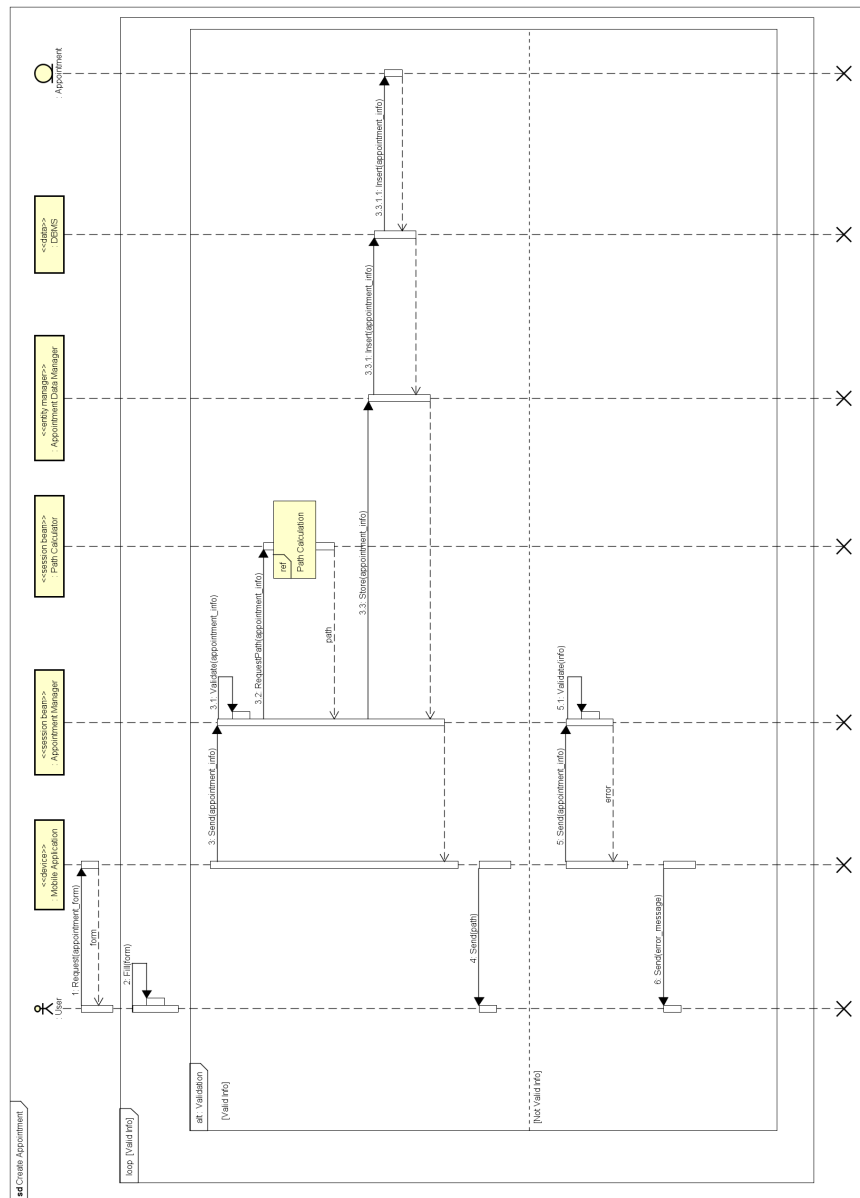 sd Create Appointment
: User
<<device>>
: Mobile Application
<<session bean>>
: Appointment Manager
<<session bean>>
: Path Calculator
<<entity manager>>
: Appointment Data Manager
<<data>>
: DBMS
: Appointment
1: Request(appointment_form)
form
loop [Valid Info]
2: Fill(form)
alt : Validation
[Valid Info]
3: Send(appointment_info)
3.1: Validate(appointment_info)
3.2: RequestPath(appointment_info)
ref
Path Calculation
path
3.3: Store(appointment_info)
3.3.1: Insert(appointment_info)
3.3.1.1: Insert(appointment_info)
4: Send(path)
[Not Valid Info]
5: Send(appointment_info)
5.1: Validate(info)
error
6: Send(error_message)